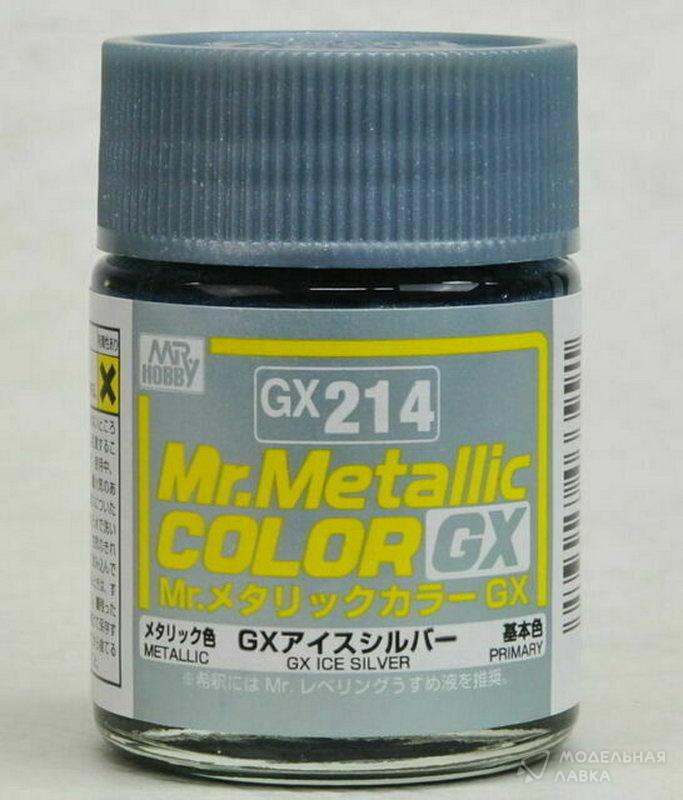 MR.
HOBBY
GX214
Mr.Metallic
COLOR GX
Mr.メタリックカラー GX
メタリック色 GXアイスシルバー 基本色
METALLIC GX ICE SILVER PRIMARY
※希釈にはMr.レベリングうすめ液を推奨。
МОДЕЛЬНАЯ
ЛАВКА